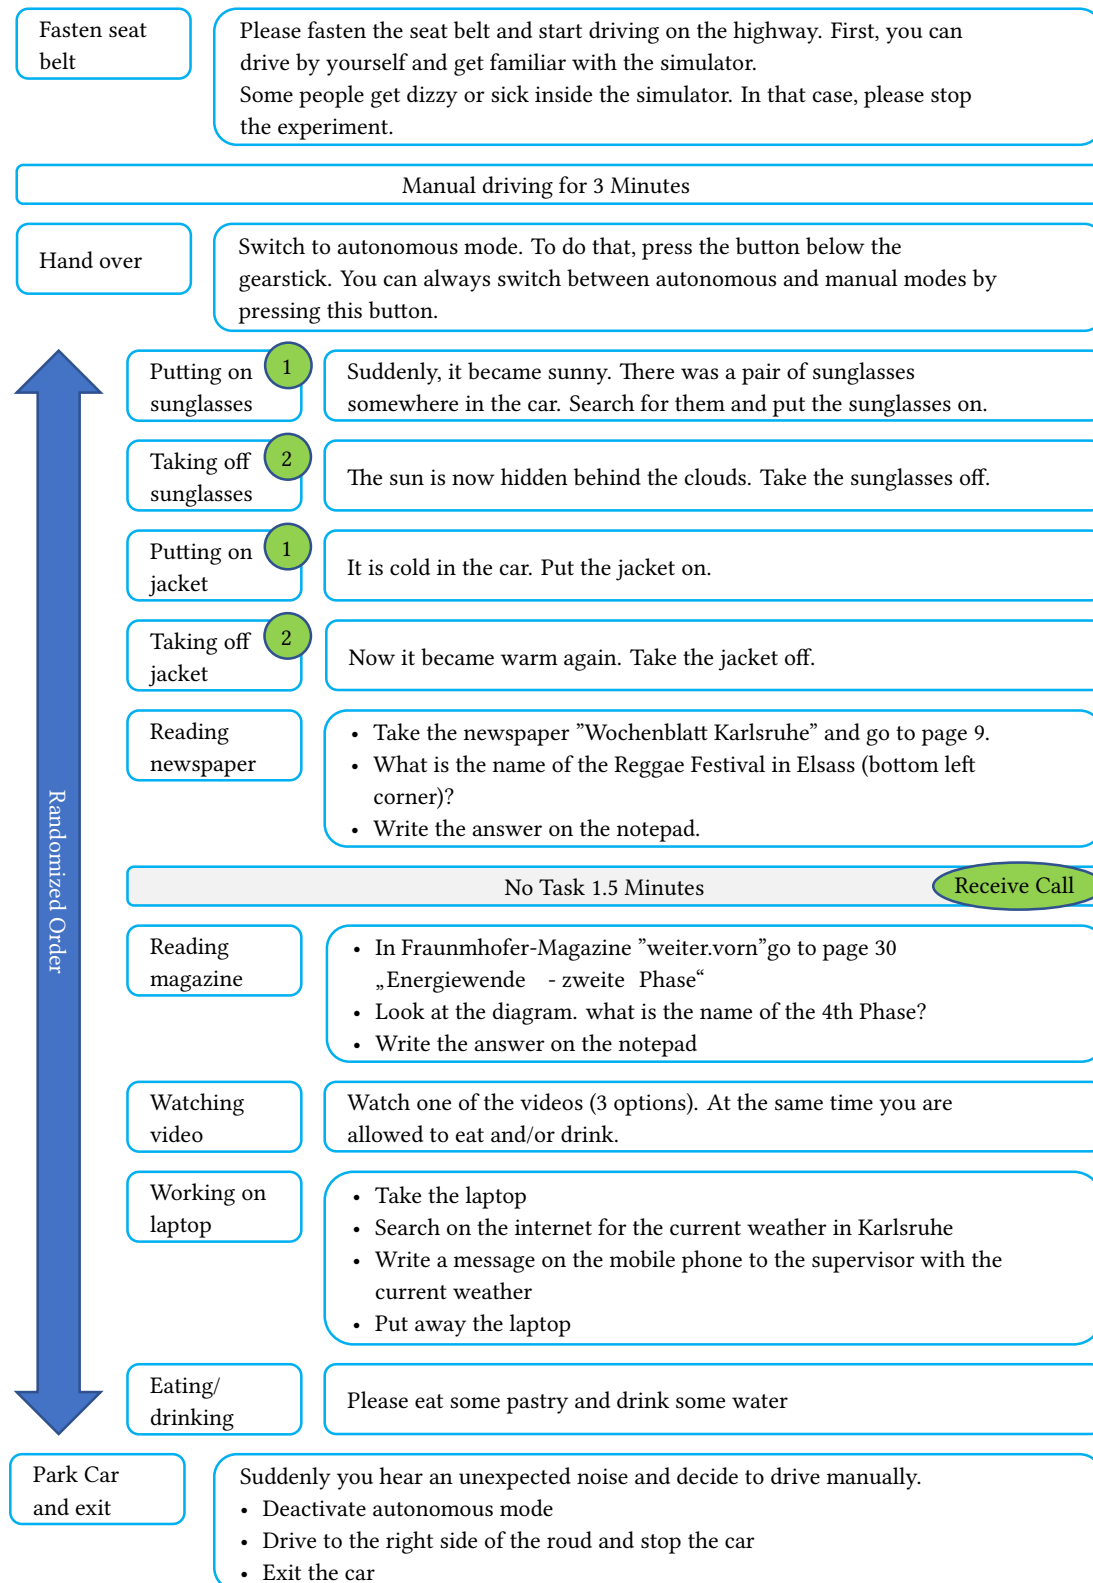 Fasten seat
belt
Please fasten the seat belt and start driving on the highway. First, you can
drive by yourself and get familiar with the simulator.
Some people get dizzy or sick inside the simulator. In that case, please stop
the experiment.
Manual driving for 3 Minutes
Hand over
Switch to autonomous mode. To do that, press the button below the
gearstick. You can always switch between autonomous and manual modes by
pressing this button.
Randomized Order
Putting on
sunglasses
1
Suddenly, it became sunny. There was a pair of sunglasses
somewhere in the car. Search for them and put the sunglasses on.
Taking off
sunglasses
2
The sun is now hidden behind the clouds. Take the sunglasses off.
Putting on
jacket
1
It is cold in the car. Put the jacket on.
Taking off
jacket
2
Now it became warm again. Take the jacket off.
Reading
newspaper
• Take the newspaper ”Wochenblatt Karlsruhe” and go to page 9.
• What is the name of the Reggae Festival in Elsass (bottom left
corner)?
• Write the answer on the notepad.
No Task 1.5 Minutes
Receive Call
Reading
magazine
• In Fraunmhofer-Magazine ”weiter.vorn”go to page 30
„Energiewende - zweite Phase“
• Look at the diagram. what is the name of the 4th Phase?
• Write the answer on the notepad
Watching
video
Watch one of the videos (3 options). At the same time you are
allowed to eat and/or drink.
Working on
laptop
• Take the laptop
• Search on the internet for the current weather in Karlsruhe
• Write a message on the mobile phone to the supervisor with the
current weather
• Put away the laptop
Eating/
drinking
Please eat some pastry and drink some water
Park Car
and exit
Suddenly you hear an unexpected noise and decide to drive manually.
• Deactivate autonomous mode
• Drive to the right side of the roud and stop the car
• Exit the car